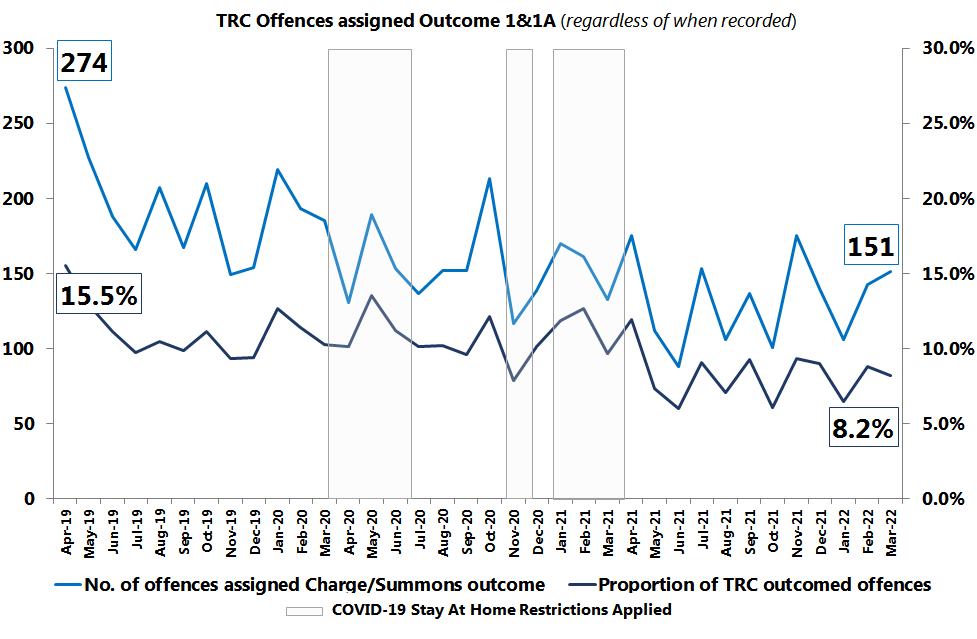 TRC Offences assigned Outcome 1&1A (regardless of when recorded)
300
250
200
150
100
50
0
274
15.5%
151
8.2%
30.0%
25.0%
20.0%
15.0%
10.0%
5.0%
0.0%
Apr-19
May-19
Jun-19
Jul-19
Aug-19
Sep-19
Oct-19
Nov-19
Dec-19
Jan-20
Feb-20
Mar-20
Apr-20
May-20
Jun-20
Jul-20
Aug-20
Sep-20
Oct-20
Nov-20
Dec-20
Jan-21
Feb-21
Mar-21
Apr-21
May-21
Jun-21
Jul-21
Aug-21
Sep-21
Oct-21
Nov-21
Dec-21
Jan-22
Feb-22
Mar-22
No. of offences assigned Charge/Summons outcome
Proportion of TRC outcomed offences
COVID-19 Stay At Home Restrictions Applied